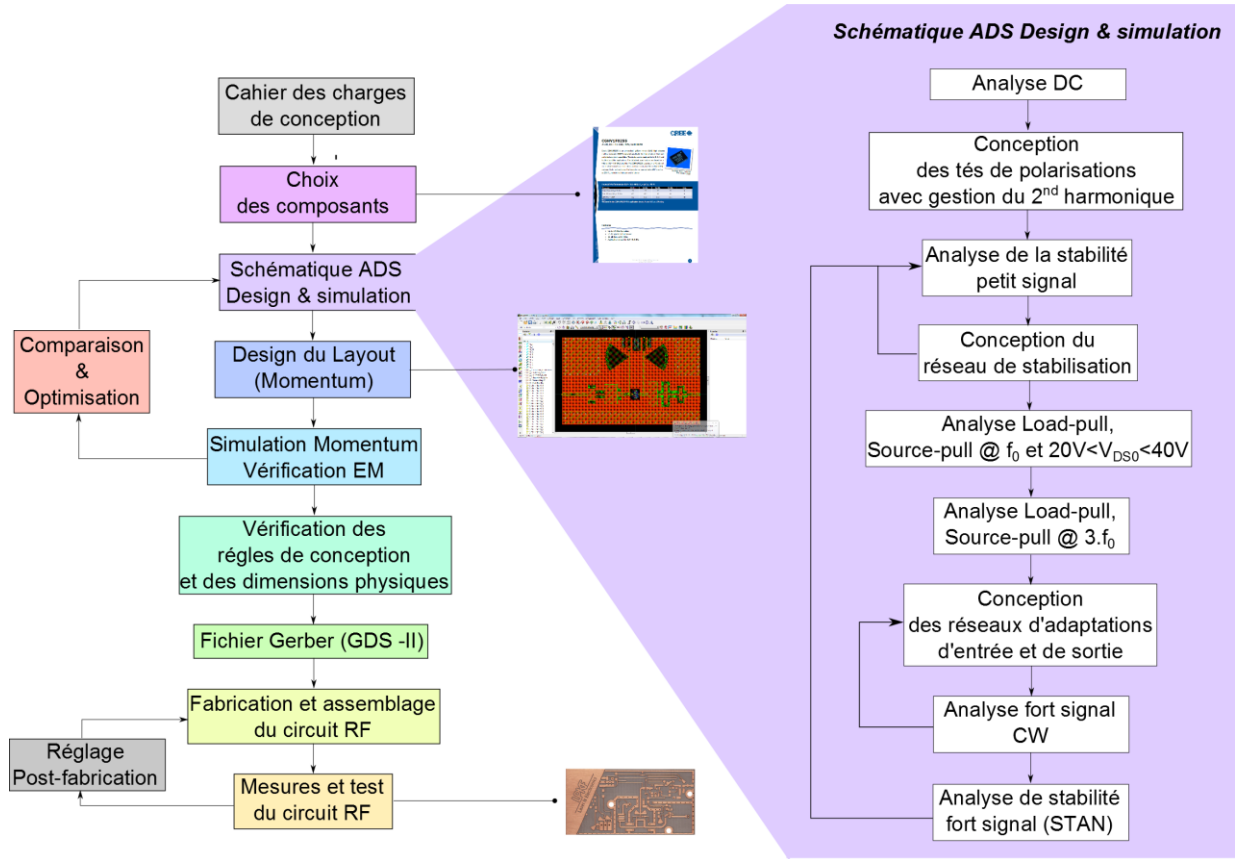 Schématique ADS Design & simulation
Cahier des charges
de conception
Choix
des composants
CREE
Schématique ADS
Design & simulation
Comparaison
&
Optimisation
Design du Layout
(Momentum)
Simulation Momentum
Vérification EM
Vérification des
régles de conception
et des dimensions physiques
Fichier Gerber (GDS -II)
Fabrication et assemblage
du circuit RF
Réglage
Post-fabrication
Mesures et test
du circuit RF
Analyse DC
Conception
des tés de polarisations
avec gestion du 2nd harmonique
Analyse de la stabilité
petit signal
Conception du
réseau de stabilisation
Analyse Load-pull,
Source-pull @ f0 et 20V<VDS0<40V
Analyse Load-pull,
Source-pull @ 3.f0
Conception
des réseaux d'adaptations
d'entrée et de sortie
Analyse fort signal
CW
Analyse de stabilité
fort signal (STAN)